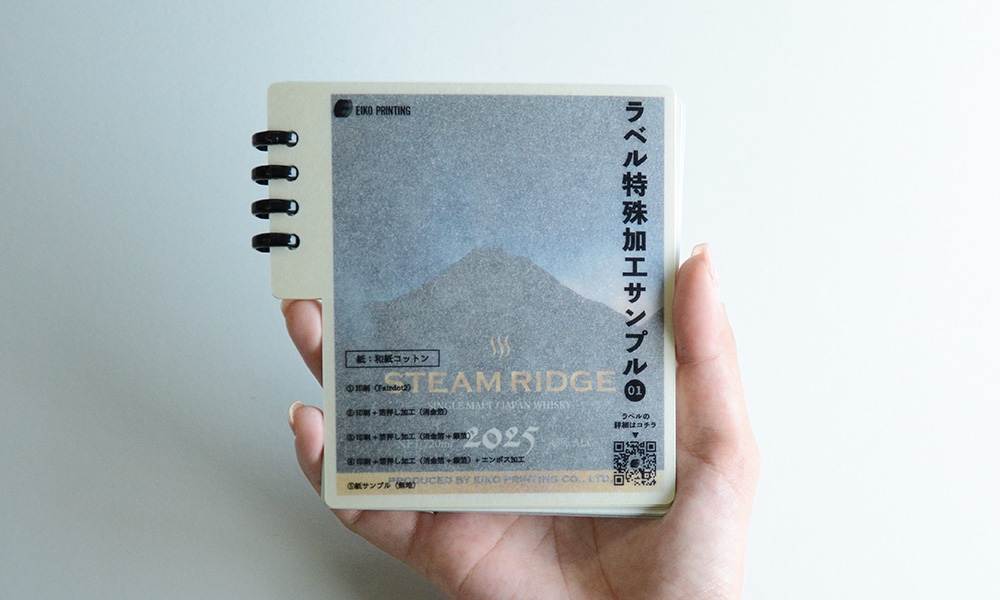 EIKO PRINTING
ラベル特殊加工サンプル
01
ラベルの
詳細はコチラ
紙：和紙コットン
①印刷（Fairdot2）
②印刷＋箔押し加工（消金箔）
③印刷＋箔押し加工（消金箔＋銀箔）
④印刷＋箔押し加工（消金箔＋銀箔）＋エンボス加工
⑤紙サンプル（無地）
STEAM RIDGE
SINGLE MALT / JAPAN WHISKY
2025
PRODUCED BY EIKO PRINTING CO., LTD.